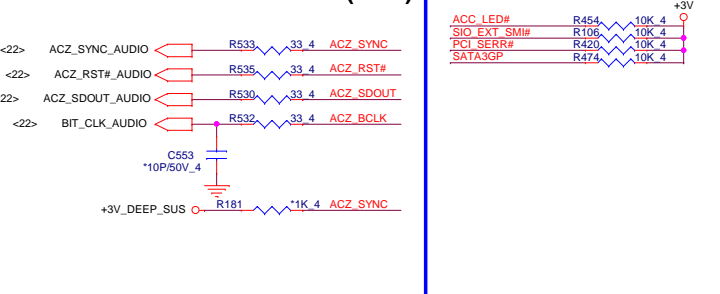 +3V
ACC_LED# R454 10K_4
SIO_EXT_SMI# R106 10K_4
PCI_SERR# R420 10K_4
SATA3GP R474 10K_4
<22> ACZ_SYNC_AUDIO R533 33_4 ACZ_SYNC
<22> ACZ_RST#_AUDIO R535 33_4 ACZ_RST#
22> ACZ_SDOUT_AUDIO R530 33_4 ACZ_SDOUT
<22> BIT_CLK_AUDIO R532 33_4 ACZ_BCLK
C553
*10P/50V_4
+3V_DEEP_SUS R181 *1K_4 ACZ_SYNC